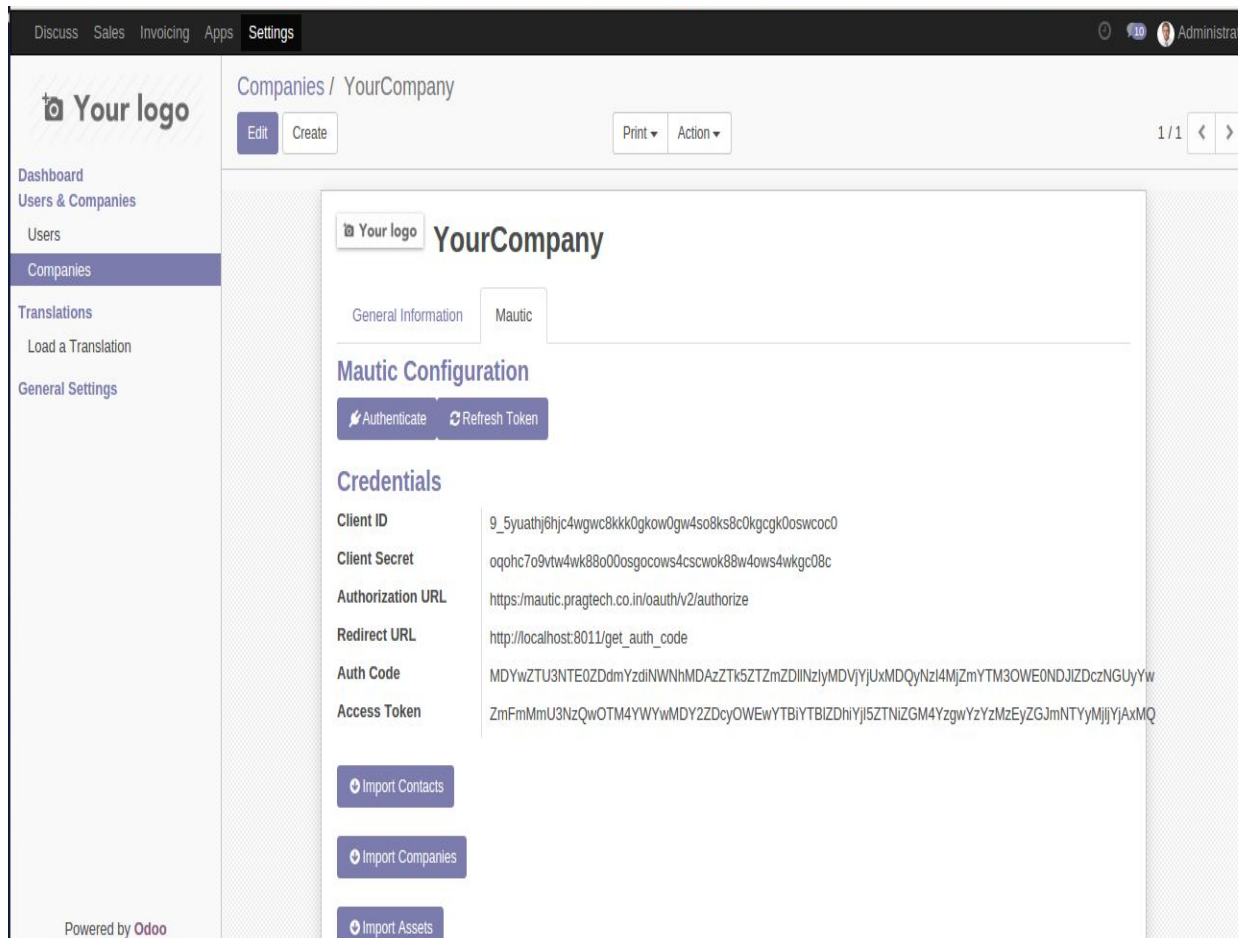 Discuss Sales Invoicing Apps Settings 10 Administrat
Your logo
Companies / YourCompany
Edit Create Print Action 1 / 1
Dashboard
Users & Companies
Users
Companies
Translations
Load a Translation
General Settings
Your logo YourCompany
General Information Mautic
Mautic Configuration
Authenticate Refresh Token
Credentials
Client ID 9_5yuathj6hjc4wgwc8kkk0gkow0gw4so8ks8c0kgcgk0oswcoc0
Client Secret oqohc7o9vtw4wk88o00osgocows4cscwok88w4ows4wkgc08c
Authorization URL https:/mautic.pragtech.co.in/oauth/v2/authorize
Redirect URL http://localhost:8011/get_auth_code
Auth Code
Access Token
Import Contacts
Import Companies
Import Assets
Powered by Odoo